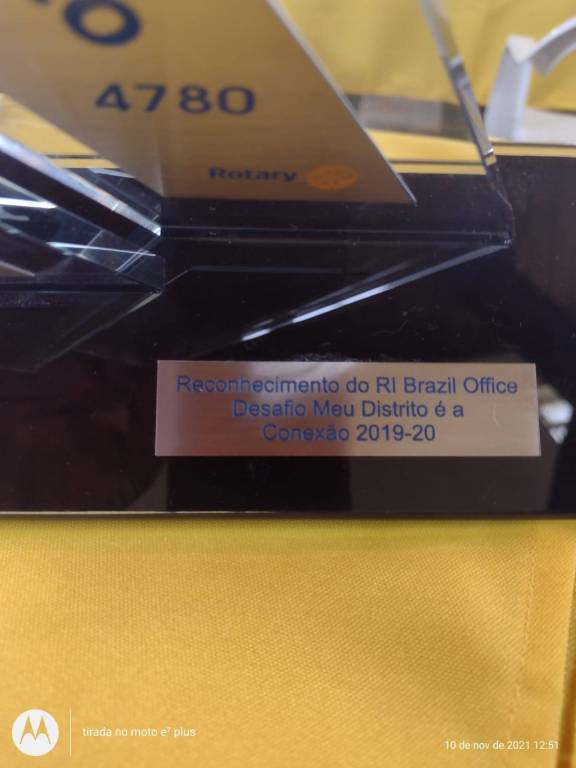 4780
Rotary
Reconhecimento do RI Brazil Office
Desafio Meu Distrito é a
Conexão 2019-20
tirada no moto e⁷ plus
10 de nov de 2021 12:51